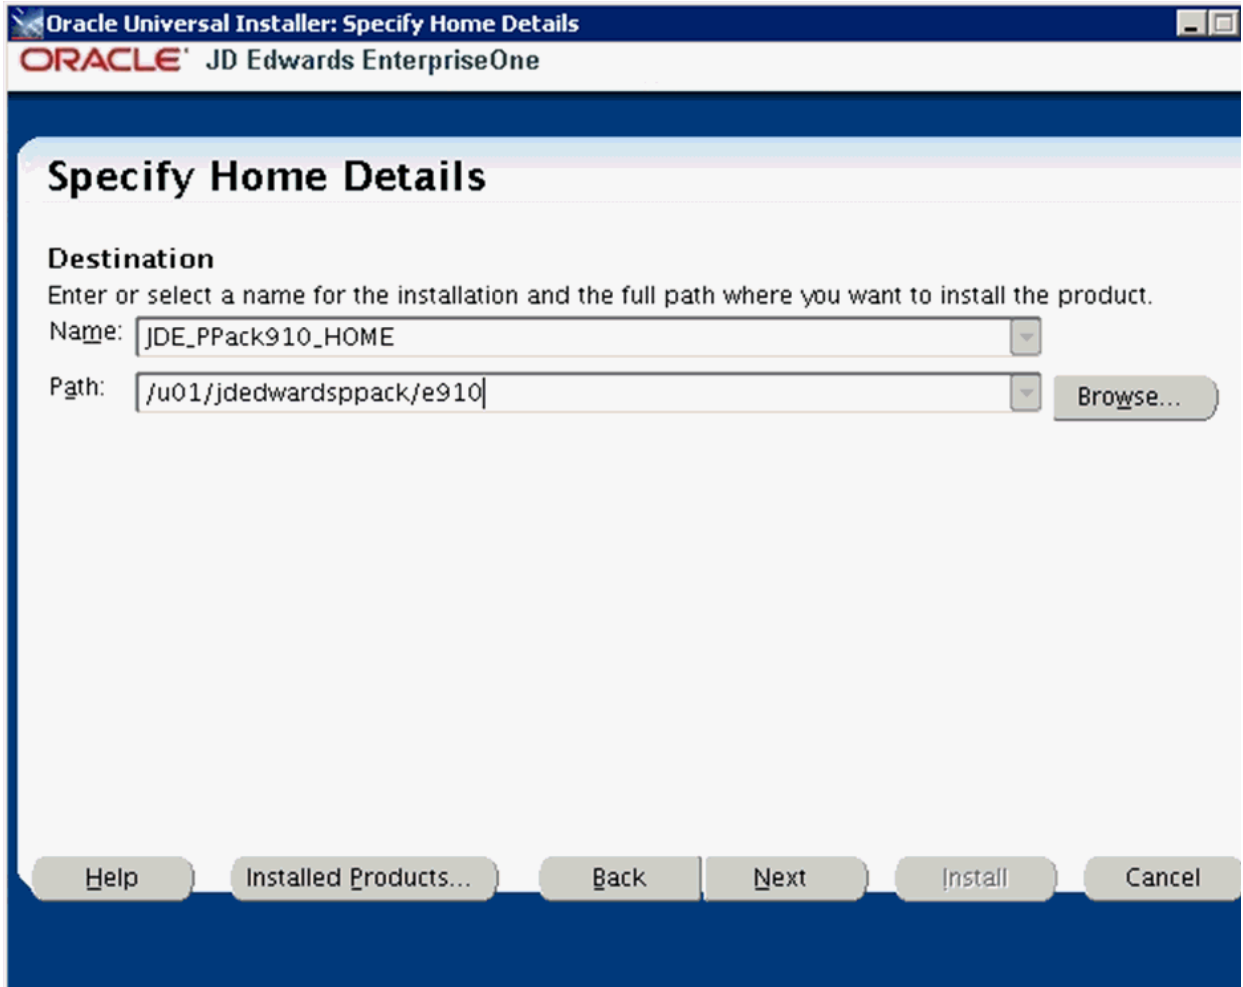 Oracle Universal Installer: Specify Home Details
ORACLE JD Edwards EnterpriseOne
Specify Home Details
Destination
Enter or select a name for the installation and the full path where you want to install the product.
Name: JDE_PPack910_HOME
Path: /u01/jdedwardsppack/e910 Browse...
Help Installed Products... Back Next Install Cancel